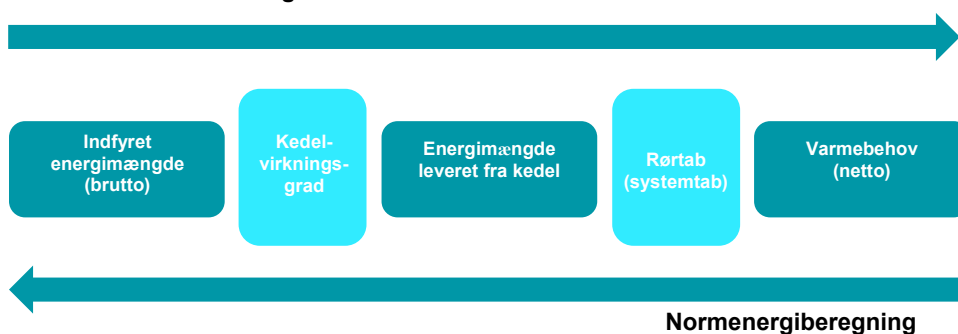 Indfyret
energimængde
(brutto)
Kedel-
virknings-
grad
Energimængde
leveret fra kedel
Rørtab
(systemtab)
Varmebehov
(netto)
Normenergiberegning